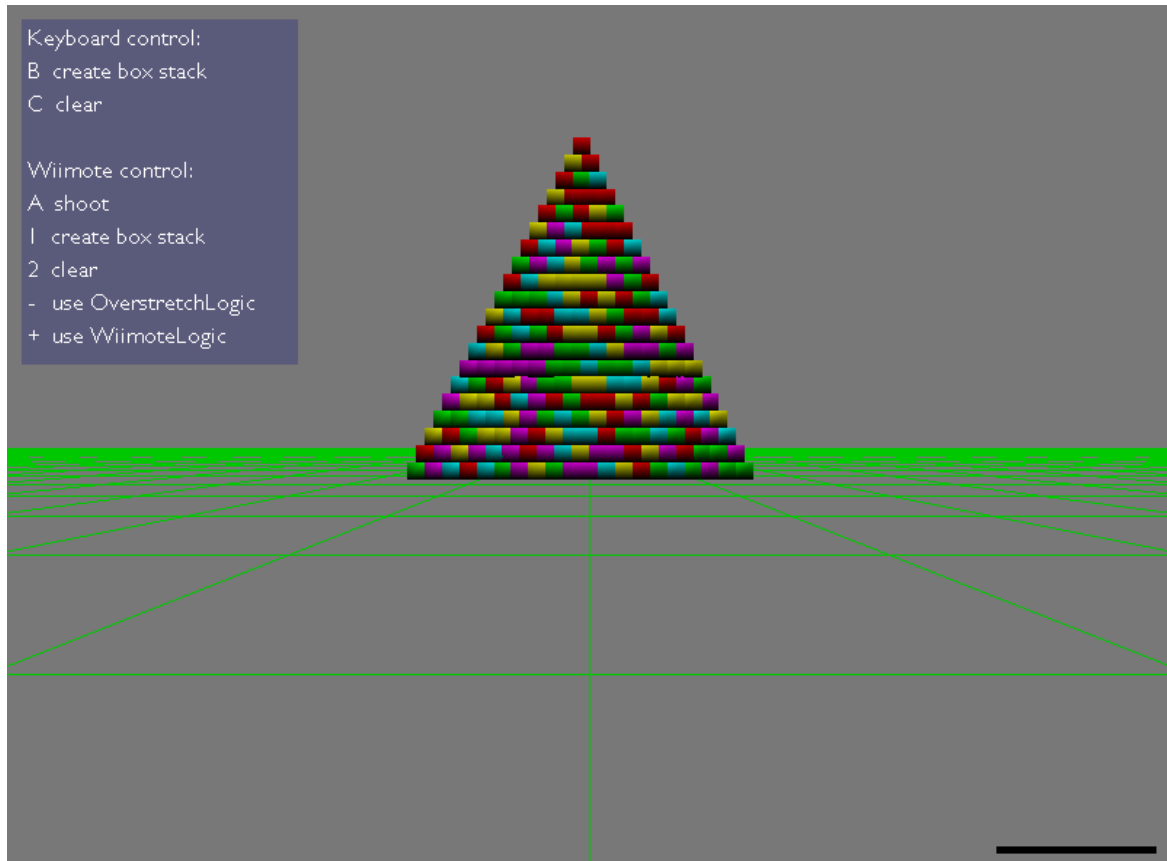 Keyboard control:
B create box stack
C clear
Wiimote control:
A shoot
1 create box stack
2 clear
- use OverstretchLogic
+ use WiimoteLogic